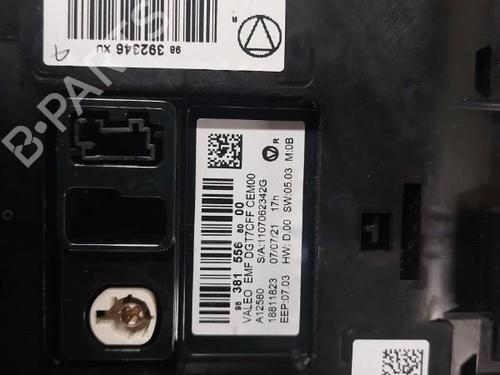 R
98 392346 XU
A
B-PARTS
98 381 556 80 00
VALEO EMF DGT7CFF CEM00
A12580 S/A:1107062342G
18811823 07/07/21 17h
EEP:07.03 HW: D.00 SW:05.03 M:0B
R